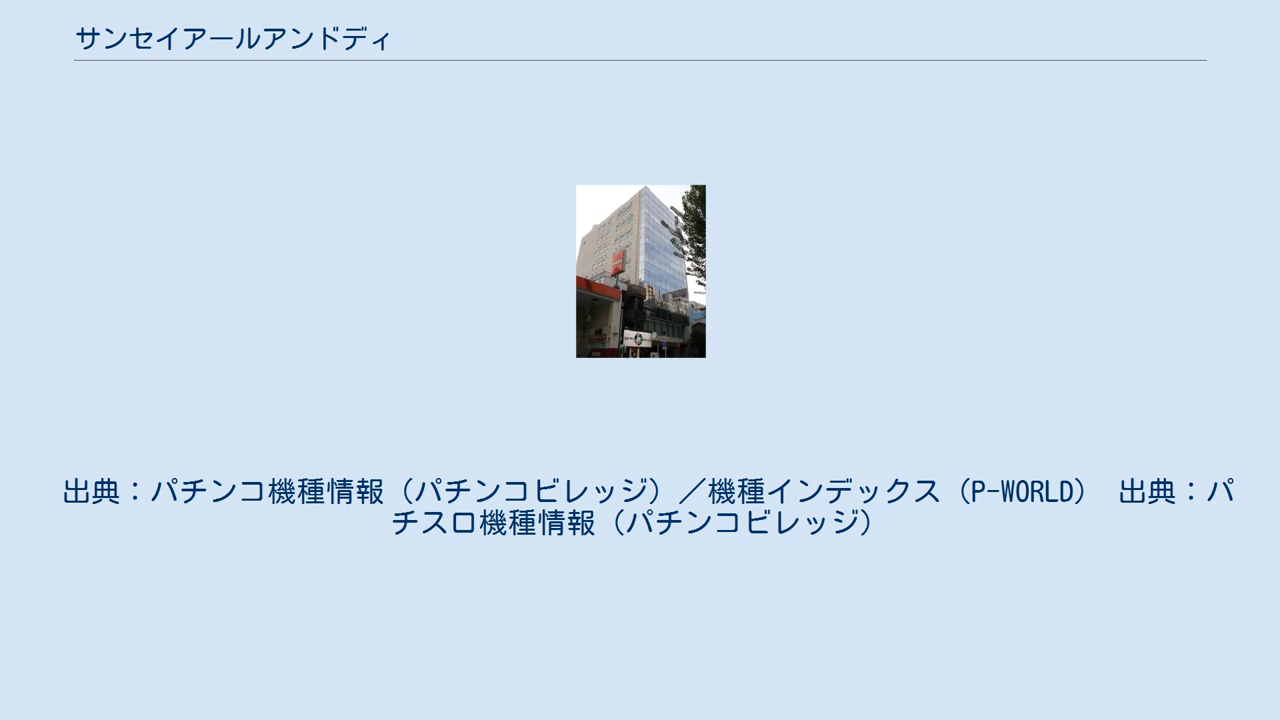 サンセイアールアンドディ
出典：パチンコ機種情報（パチンコビレッジ）／機種インデックス（P-WORLD） 出典：パ
チスロ機種情報（パチンコビレッジ）